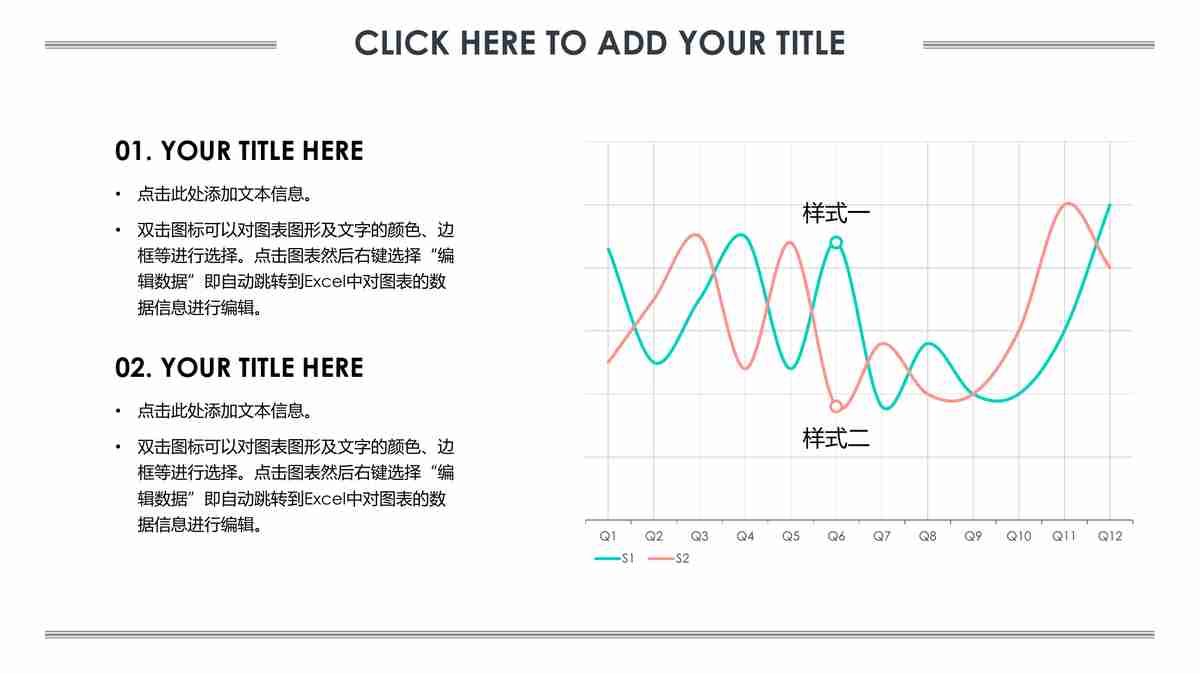 CLICK HERE TO ADD YOUR TITLE
01. YOUR TITLE HERE
• 点击此处添加文本信息。
• 双击图标可以对图表图形及文字的颜色、边
框等进行选择。点击图表然后右键选择“编
辑数据”即自动跳转到Excel中对图表的数
据信息进行编辑。
02. YOUR TITLE HERE
• 点击此处添加文本信息。
• 双击图标可以对图表图形及文字的颜色、边
框等进行选择。点击图表然后右键选择“编
辑数据”即自动跳转到Excel中对图表的数
据信息进行编辑。
样式一
样式二
Q1 Q2 Q3 Q4 Q5 Q6 Q7 Q8 Q9 Q10 Q11 Q12
S1 S2